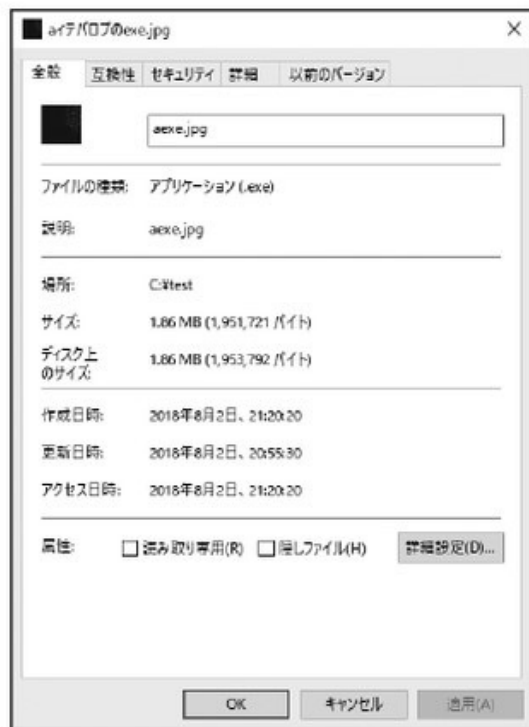 aｨテパロプのexe.jpg
全般 互換性 セキュリティ 詳細 以前のバージョン
aexe.jpg
ファイルの種類: アプリケーション (.exe)
説明: aexe.jpg
場所: C:¥test
サイズ: 1.86 MB (1,951,721 バイト)
ディスク上
のサイズ: 1.86 MB (1,953,792 バイト)
作成日時: 2018年8月2日、21:20:20
更新日時: 2018年8月2日、20:55:30
アクセス日時: 2018年8月2日、21:20:20
属性: 読み取り専用(R) 隠しファイル(H) 詳細設定(D)...
OK キャンセル 適用(A)